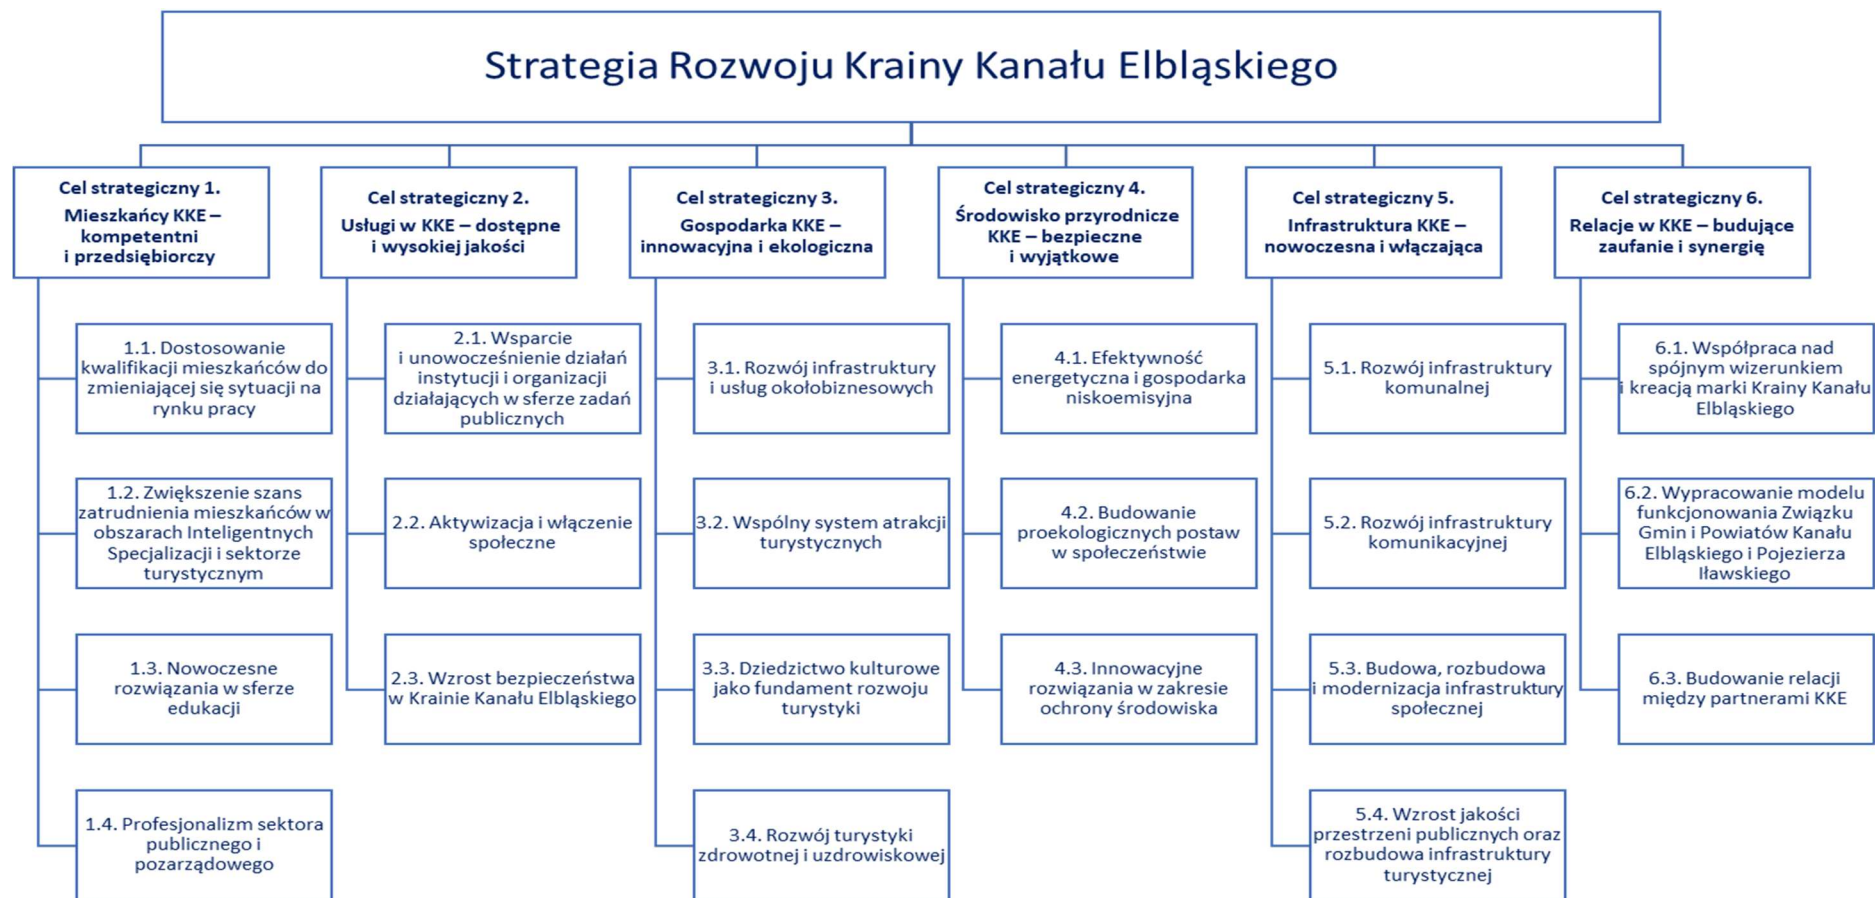 Strategia Rozwoju Krainy Kanału Elbląskiego
Cel strategiczny 1.
Mieszkańcy KKE –
kompetentni
i przedsiębiorczy
1.1. Dostosowanie
kwalifikacji mieszkańców do
zmieniającej się sytuacji na
rynku pracy
1.2. Zwiększenie szans
zatrudnienia mieszkańców w
obszarach Inteligentnych
Specjalizacji i sektorze
turystycznym
1.3. Nowoczesne
rozwiązania w sferze
edukacji
1.4. Profesjonalizm sektora
publicznego i
pozarządowego
Cel strategiczny 2.
Usługi w KKE – dostępne
i wysokiej jakości
2.1. Wsparcie
i unowocześnienie działań
instytucji i organizacji
działających w sferze zadań
publicznych
2.2. Aktywizacja i włączenie
społeczne
2.3. Wzrost bezpieczeństwa
w Krainie Kanału Elbląskiego
Cel strategiczny 3.
Gospodarka KKE –
innowacyjna i ekologiczna
3.1. Rozwój infrastruktury
i usług okołobiznesowych
3.2. Wspólny system atrakcji
turystycznych
3.3. Dziedzictwo kulturowe
jako fundament rozwoju
turystyki
3.4. Rozwój turystyki
zdrowotnej i uzdrowiskowej
Cel strategiczny 4.
Środowisko przyrodnicze
KKE – bezpieczne
i wyjątkowe
4.1. Efektywność
energetyczna i gospodarka
niskoemisyjna
4.2. Budowanie
proekologicznych postaw
w społeczeństwie
4.3. Innowacyjne
rozwiązania w zakresie
ochrony środowiska
Cel strategiczny 5.
Infrastruktura KKE –
nowoczesna i włączająca
5.1. Rozwój infrastruktury
komunalnej
5.2. Rozwój infrastruktury
komunikacyjnej
5.3. Budowa, rozbudowa
i modernizacja infrastruktury
społecznej
5.4. Wzrost jakości
przestrzeni publicznych oraz
rozbudowa infrastruktury
turystycznej
Cel strategiczny 6.
Relacje w KKE – budujące
zaufanie i synergię
6.1. Współpraca nad
spójnym wizerunkiem
i kreacją marki Krainy Kanału
Elbląskiego
6.2. Wypracowanie modelu
funkcjonowania Związku
Gmin i Powiatów Kanału
Elbląskiego i Pojezierza
Iławskiego
6.3. Budowanie relacji
między partnerami KKE